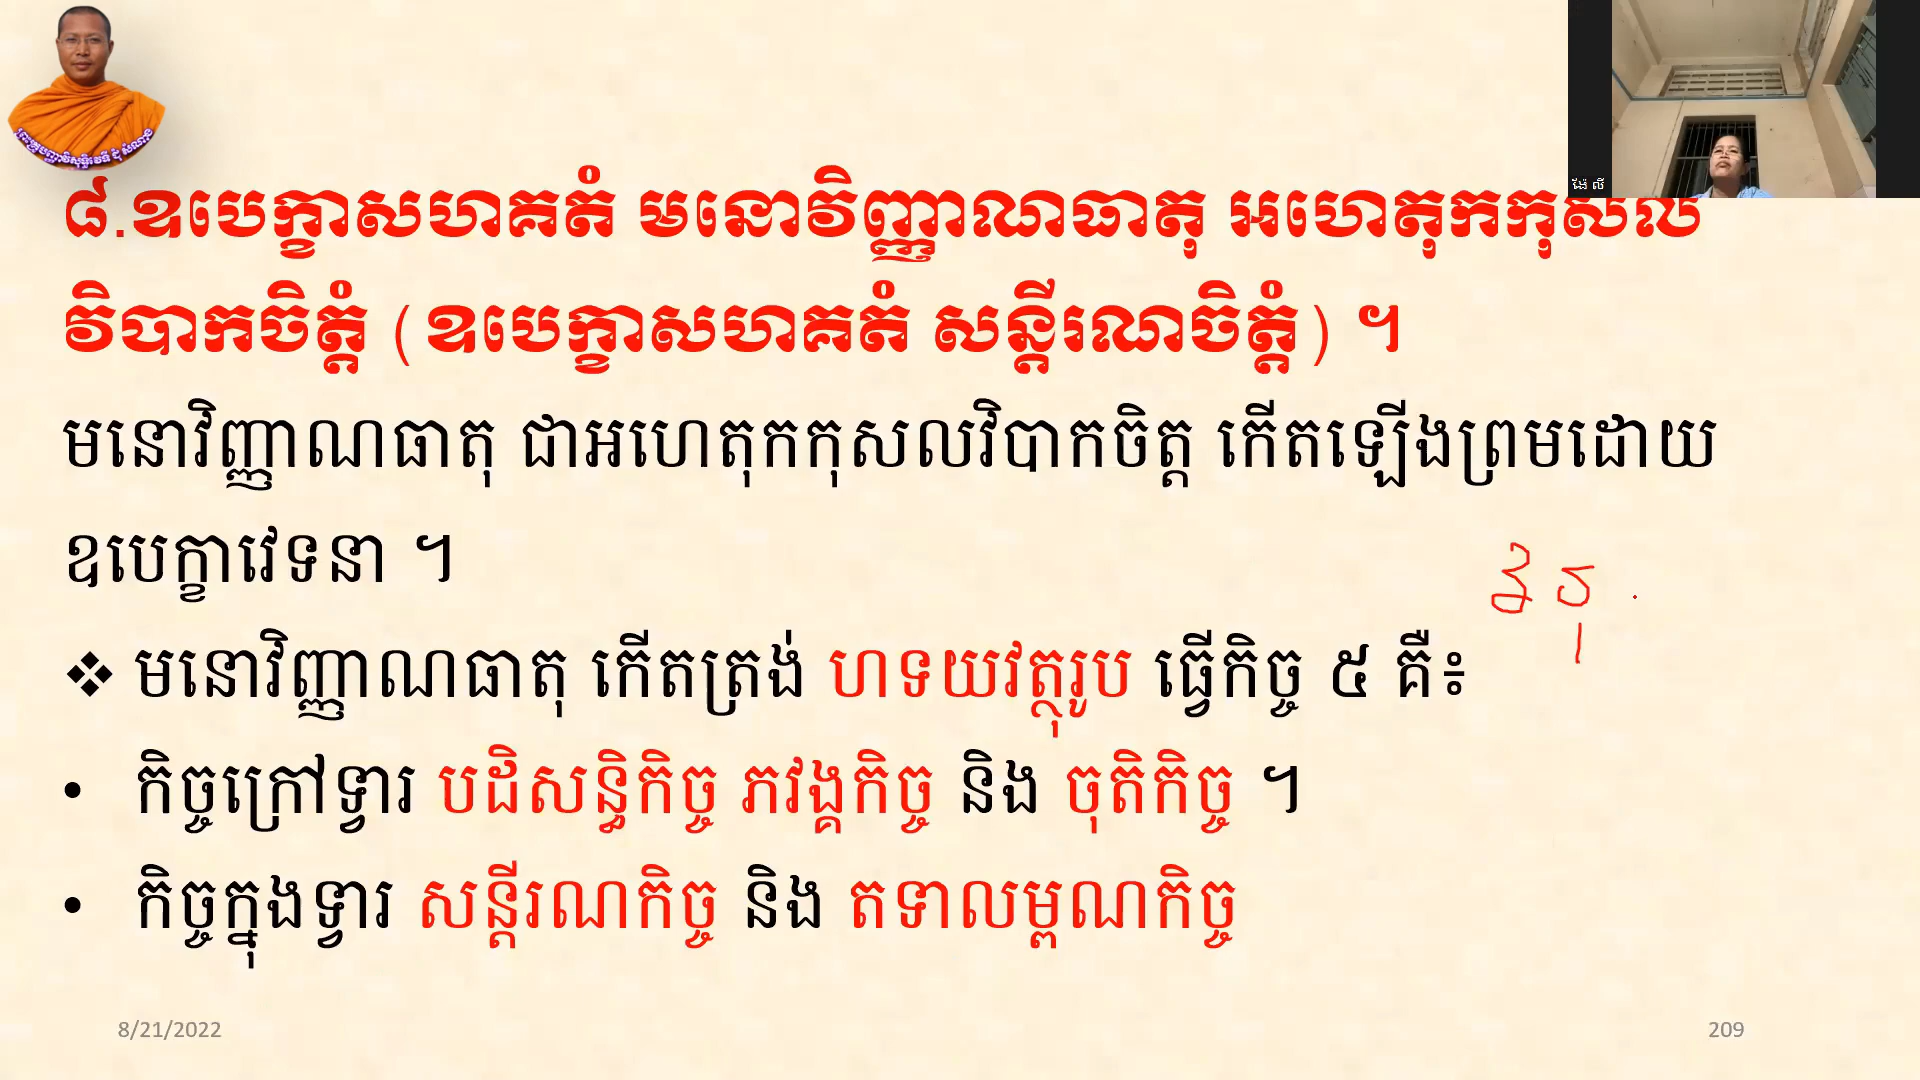 ង៉ែ លី
៨.ឧបេក្ខាសហគតំ មនោវិញ្ញាណធាតុ អហេតុកកុសល
វិបាកចិត្តំ (ឧបេក្ខាសហគតំ សន្តីរណចិត្តំ) ។
មនោវិញ្ញាណធាតុ ជាអហេតុកកុសលវិបាកចិត្ត កើតឡើងព្រមដោយ
ឧបេក្ខាវេទនា ។
❖ មនោវិញ្ញាណធាតុ កើតត្រង់ ហទយវត្ថុរូប ធ្វើកិច្ច ៥ គឺ៖
• កិច្ចក្រៅទ្វារ បដិសន្ធិកិច្ច ភវង្គកិច្ច និង ចុតិកិច្ច ។
• កិច្ចក្នុងទ្វារ សន្តីរណកិច្ច និង តទាលម្ពណកិច្ច
8/21/2022
209